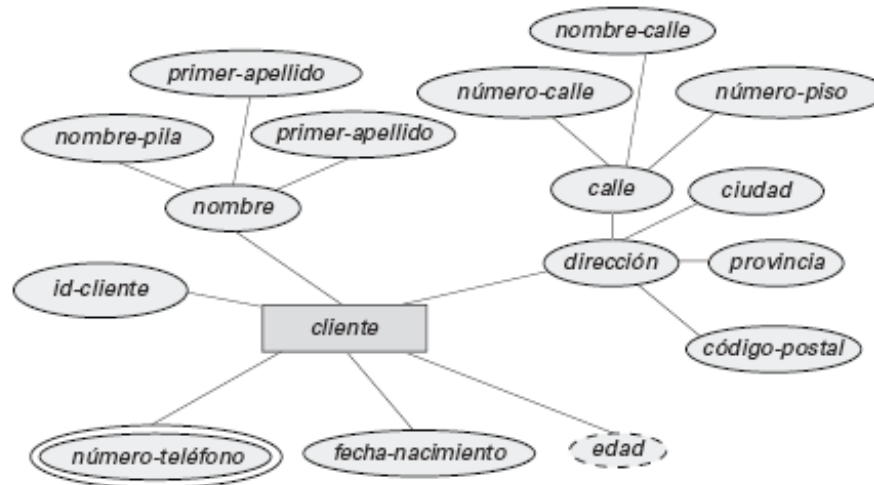 nombre-calle
primer-apellido
número-calle
número-piso
nombre-pila
primer-apellido
calle
ciudad
nombre
dirección
provincia
id-cliente
cliente
código-postal
número-teléfono
fecha-nacimiento
edad